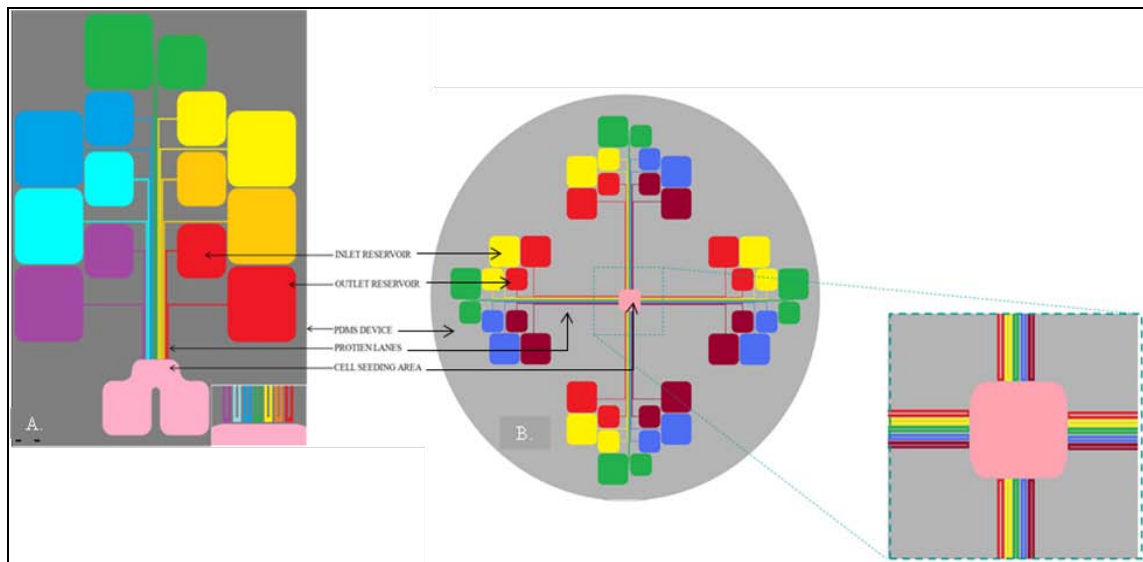 INLET RESERVOIR
OUTLET RESERVOIR
PDMS DEVICE
PROTIEN LANES
CELL SEEDING AREA
A.
B.